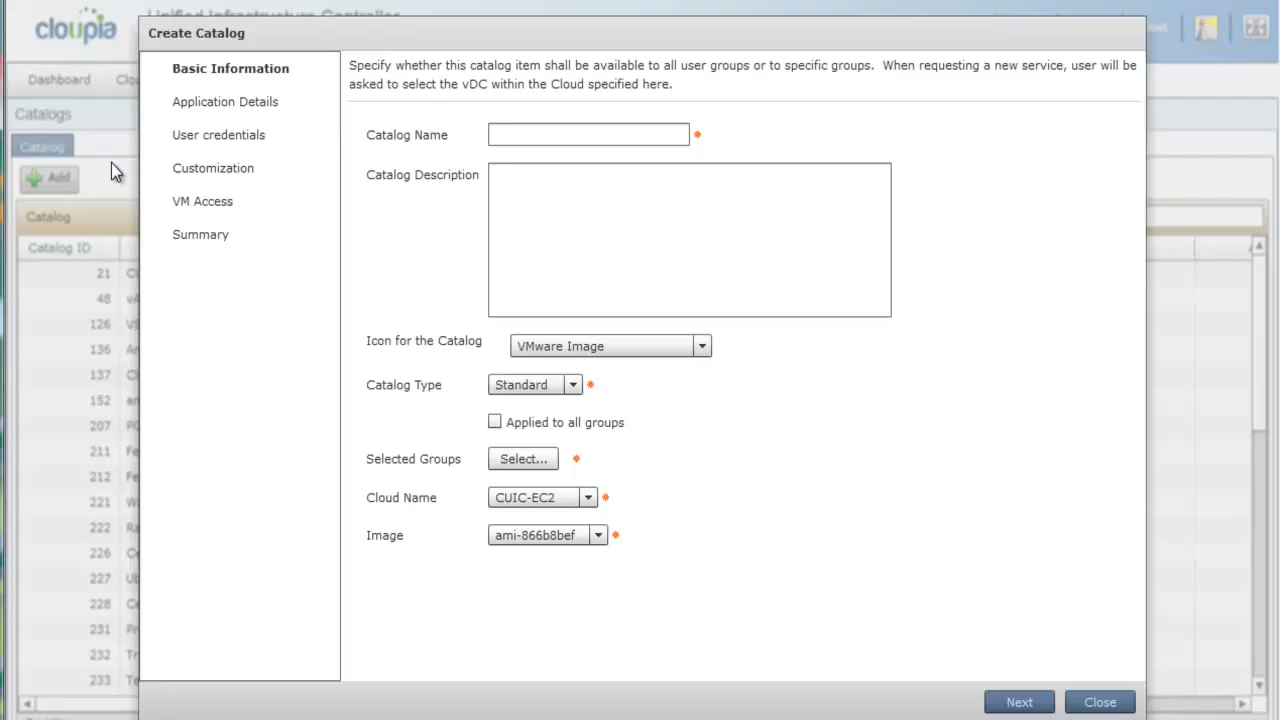 cloupia
Unified Infrastructure Controller
Create Catalog
Dashboard
Catalogs
Catalog
Add
Catalog
Catalog ID
21
48
126
136
137
152
207
211
212
221
222
226
227
228
231
232
233
Basic Information
Application Details
User credentials
Customization
VM Access
Summary
Specify whether this catalog item shall be available to all user groups or to specific groups. When requesting a new service, user will be
asked to select the vDC within the Cloud specified here.
Catalog Name *
Catalog Description
Icon for the Catalog VMware Image
Catalog Type Standard *
Applied to all groups
Selected Groups Select... *
Cloud Name CUIC-EC2 *
Image ami-866b8bef *
Next Close